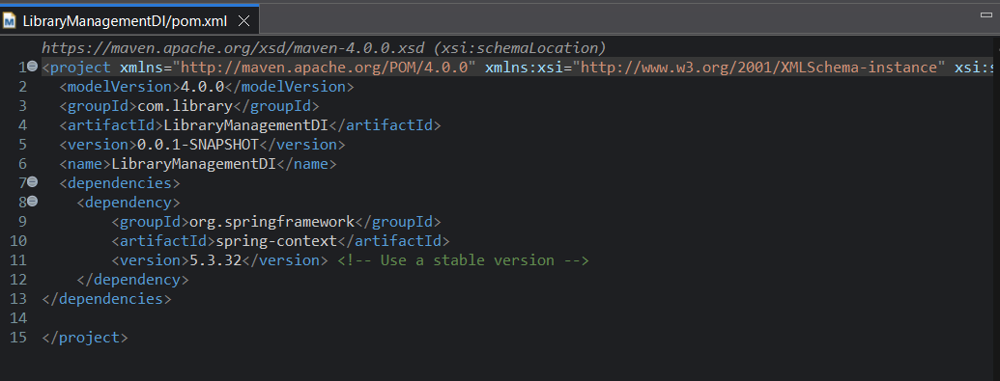 LibraryManagementDI/pom.xml
https://maven.apache.org/xsd/maven-4.0.0.xsd (xsi:schemaLocation)
1 <project xmlns="http://maven.apache.org/POM/4.0.0" xmlns:xsi="http://www.w3.org/2001/XMLSchema-instance" xsi:s
2   <modelVersion>4.0.0</modelVersion>
3   <groupId>com.library</groupId>
4   <artifactId>LibraryManagementDI</artifactId>
5   <version>0.0.1-SNAPSHOT</version>
6   <name>LibraryManagementDI</name>
7   <dependencies>
8     <dependency>
9         <groupId>org.springframework</groupId>
10         <artifactId>spring-context</artifactId>
11         <version>5.3.32</version> <!-- Use a stable version -->
12     </dependency>
13 </dependencies>
14
15 </project>